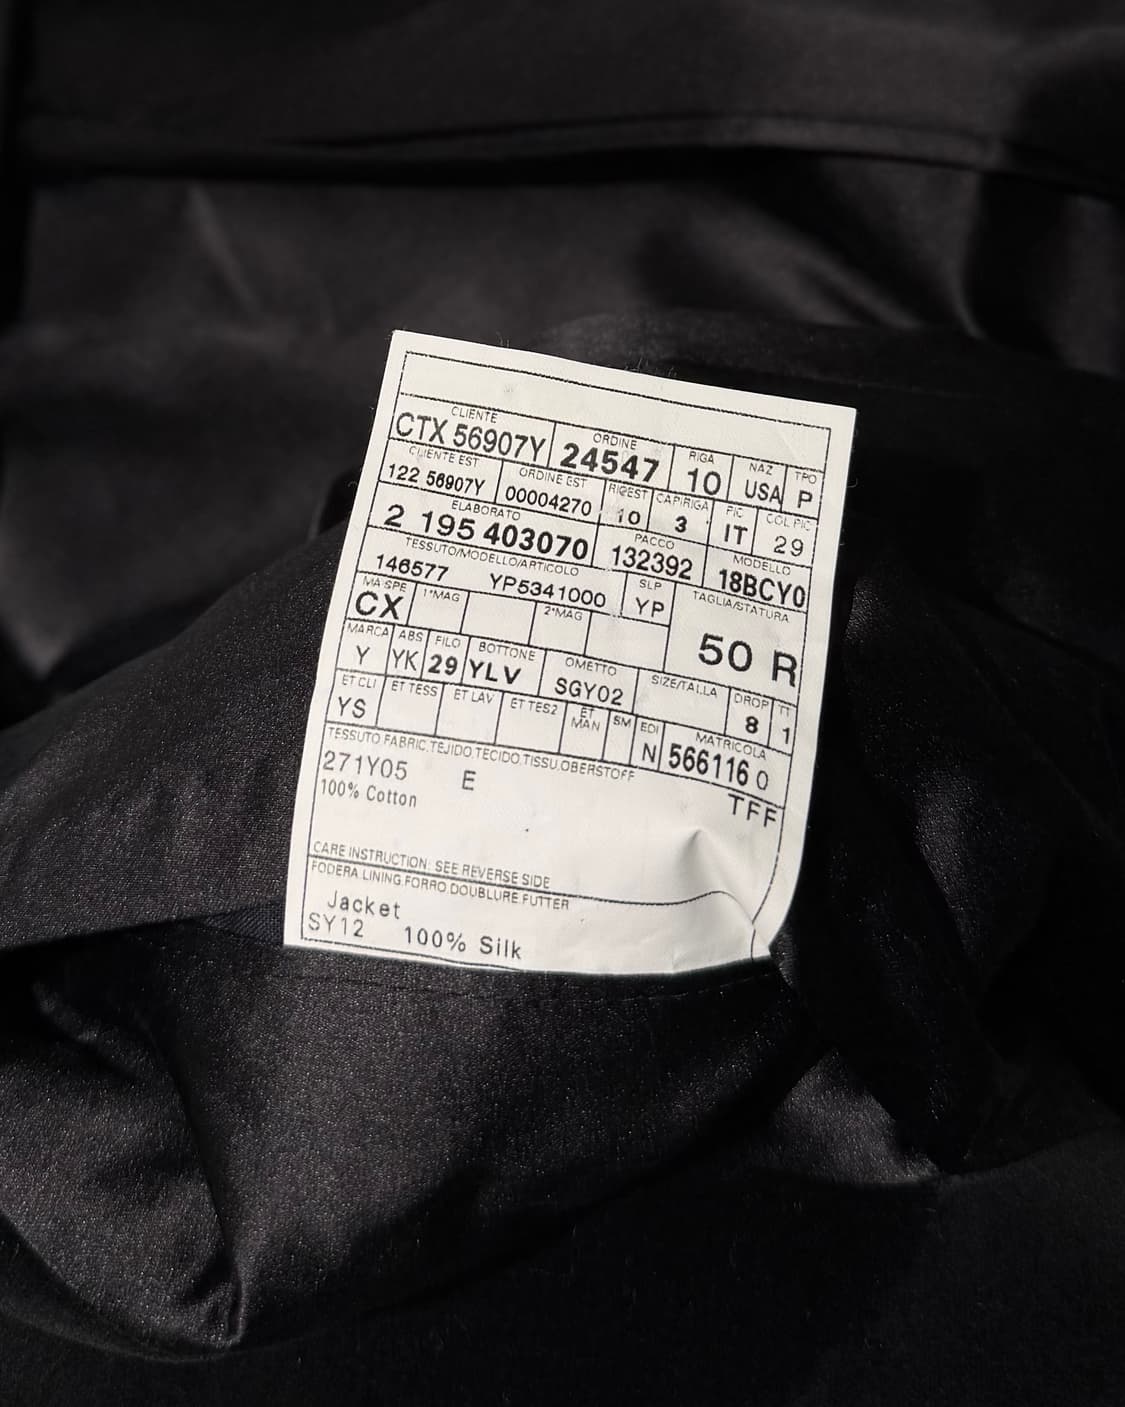 CLIENTE ORDINE RIGA NAZ TPO
CTX 56907Y 24547 10 USA P
CLIENTE EST ORDINE EST RIGEST CAP/RIGA PIC COL PIC
122 56907Y 00004270 10 3 IT 29
ELABORATO PACCO MODELLO
2 195 403070 132392 18BCY0
TESSUTO/MODELLO/ARTICOLO SLP TAGLIA/STATURA
146577 YP5341000 YP 50 R
MA SPE 1°MAG 2°MAG
CX
MARCA ABS FILO BOTTONE OMETTO SIZE/TALLA DROP TT
Y YK 29 YLV SGY02 8 1
ET CLI ET TESS ET LAV ET TES2 ET MAN SM EDI MATRICOLA
YS N 566116 0
TESSUTO.FABRIC.TEJIDO.TECIDO.TISSU.OBERSTOFF
271Y05 E TFF
100% Cotton
CARE INSTRUCTION: SEE REVERSE SIDE
FODERA.LINING.FORRO.DOUBLURE.FUTTER
Jacket
SY12 100% Silk